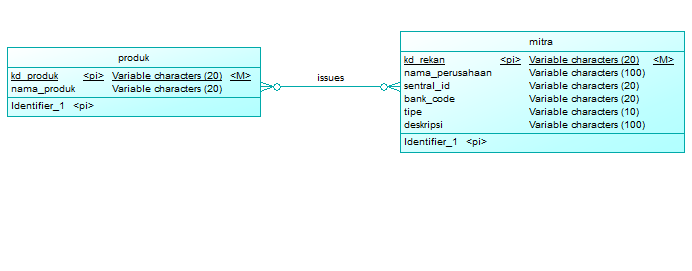 produk
kd_produk <pi> Variable characters (20) <M>
nama_produk Variable characters (20)
Identifier_1 <pi>
issues
mitra
kd_rekan <pi> Variable characters (20) <M>
nama_perusahaan Variable characters (100)
sentral_id Variable characters (20)
bank_code Variable characters (20)
tipe Variable characters (10)
deskripsi Variable characters (100)
Identifier_1 <pi>